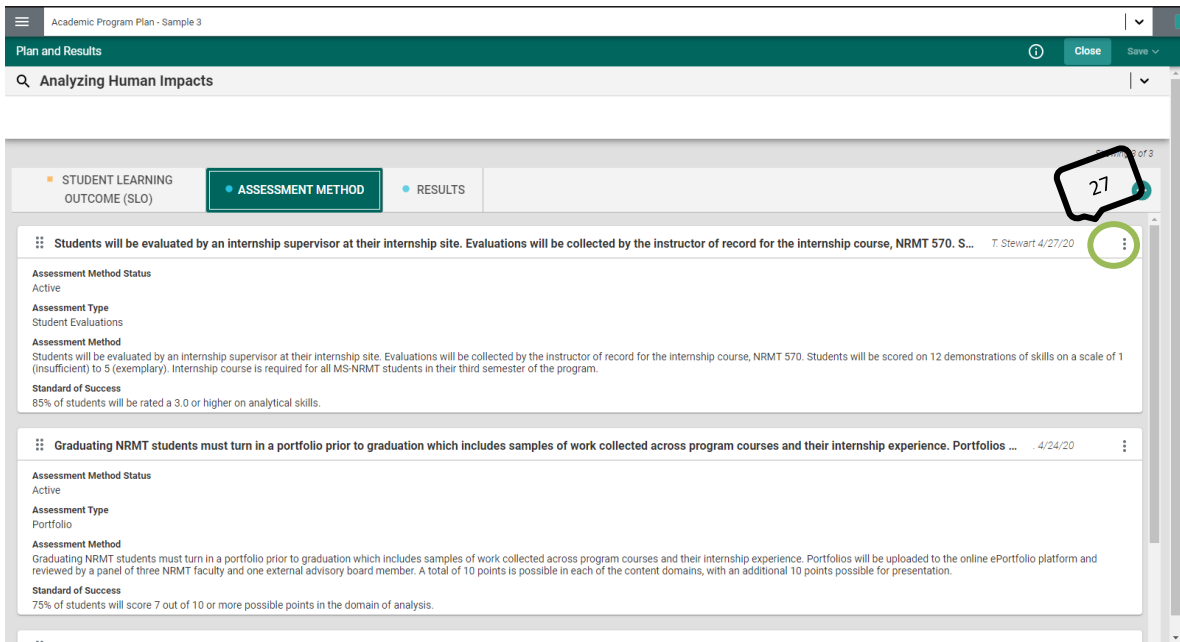 Academic Program Plan - Sample 3
Plan and Results
Close
Save
Analyzing Human Impacts
3 of 3
STUDENT LEARNING
OUTCOME (SLO)
ASSESSMENT METHOD
RESULTS
27
Students will be evaluated by an internship supervisor at their internship site. Evaluations will be collected by the instructor of record for the internship course, NRMT 570. S... T. Stewart 4/27/20
Assessment Method Status
Active
Assessment Type
Student Evaluations
Assessment Method
Students will be evaluated by an internship supervisor at their internship site. Evaluations will be collected by the instructor of record for the internship course, NRMT 570. Students will be scored on 12 demonstrations of skills on a scale of 1
(insufficient) to 5 (exemplary). Internship course is required for all MS-NRMT students in their third semester of the program.
Standard of Success
85% of students will be rated a 3.0 or higher on analytical skills.
Graduating NRMT students must turn in a portfolio prior to graduation which includes samples of work collected across program courses and their internship experience. Portfolios ... . 4/24/20
Assessment Method Status
Active
Assessment Type
Portfolio
Assessment Method
Graduating NRMT students must turn in a portfolio prior to graduation which includes samples of work collected across program courses and their internship experience. Portfolios will be uploaded to the online ePortfolio platform and
reviewed by a panel of three NRMT faculty and one external advisory board member. A total of 10 points is possible in each of the content domains, with an additional 10 points possible for presentation.
Standard of Success
75% of students will score 7 out of 10 or more possible points in the domain of analysis.